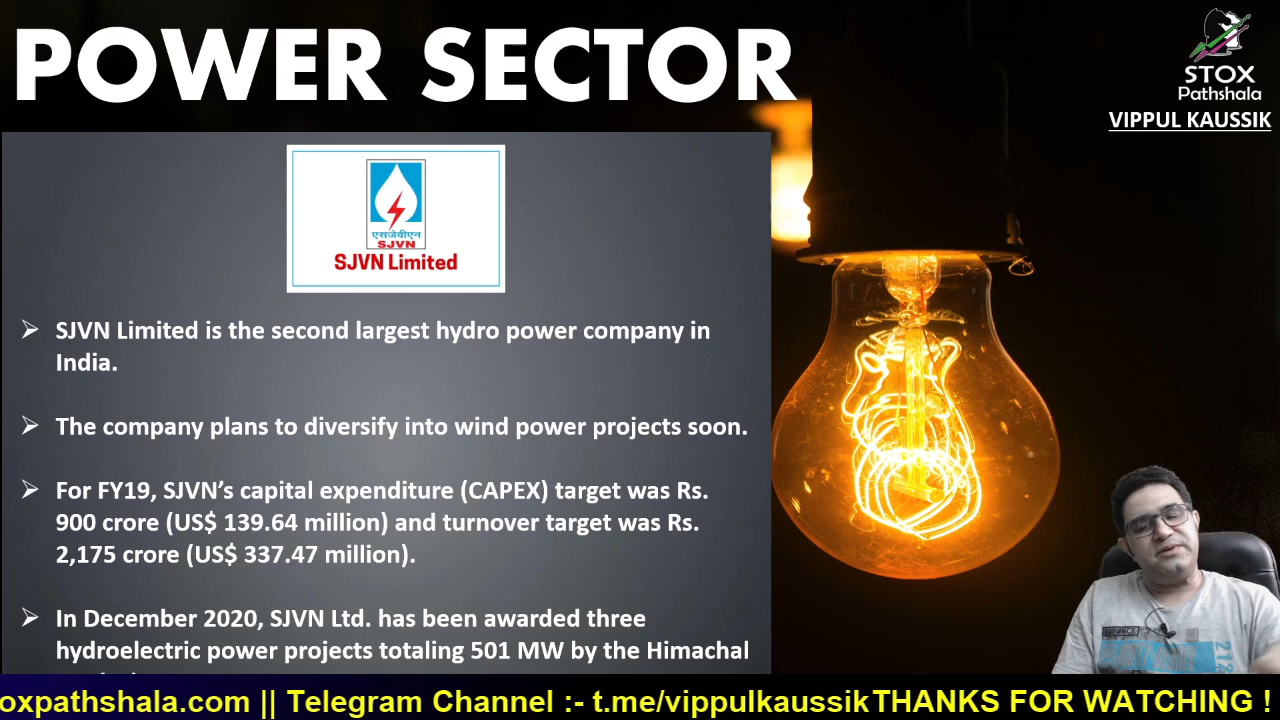 POWER SECTOR
STOX
Pathshala
VIPPUL KAUSSIK
एसजेवीएन
SJVN
SJVN Limited
➢ SJVN Limited is the second largest hydro power company in
India.
➢ The company plans to diversify into wind power projects soon.
➢ For FY19, SJVN’s capital expenditure (CAPEX) target was Rs.
900 crore (US$ 139.64 million) and turnover target was Rs.
2,175 crore (US$ 337.47 million).
➢ In December 2020, SJVN Ltd. has been awarded three
hydroelectric power projects totaling 501 MW by the Himachal
oxpathshala.com || Telegram Channel :- t.me/vippulkaussik THANKS FOR WATCHING !